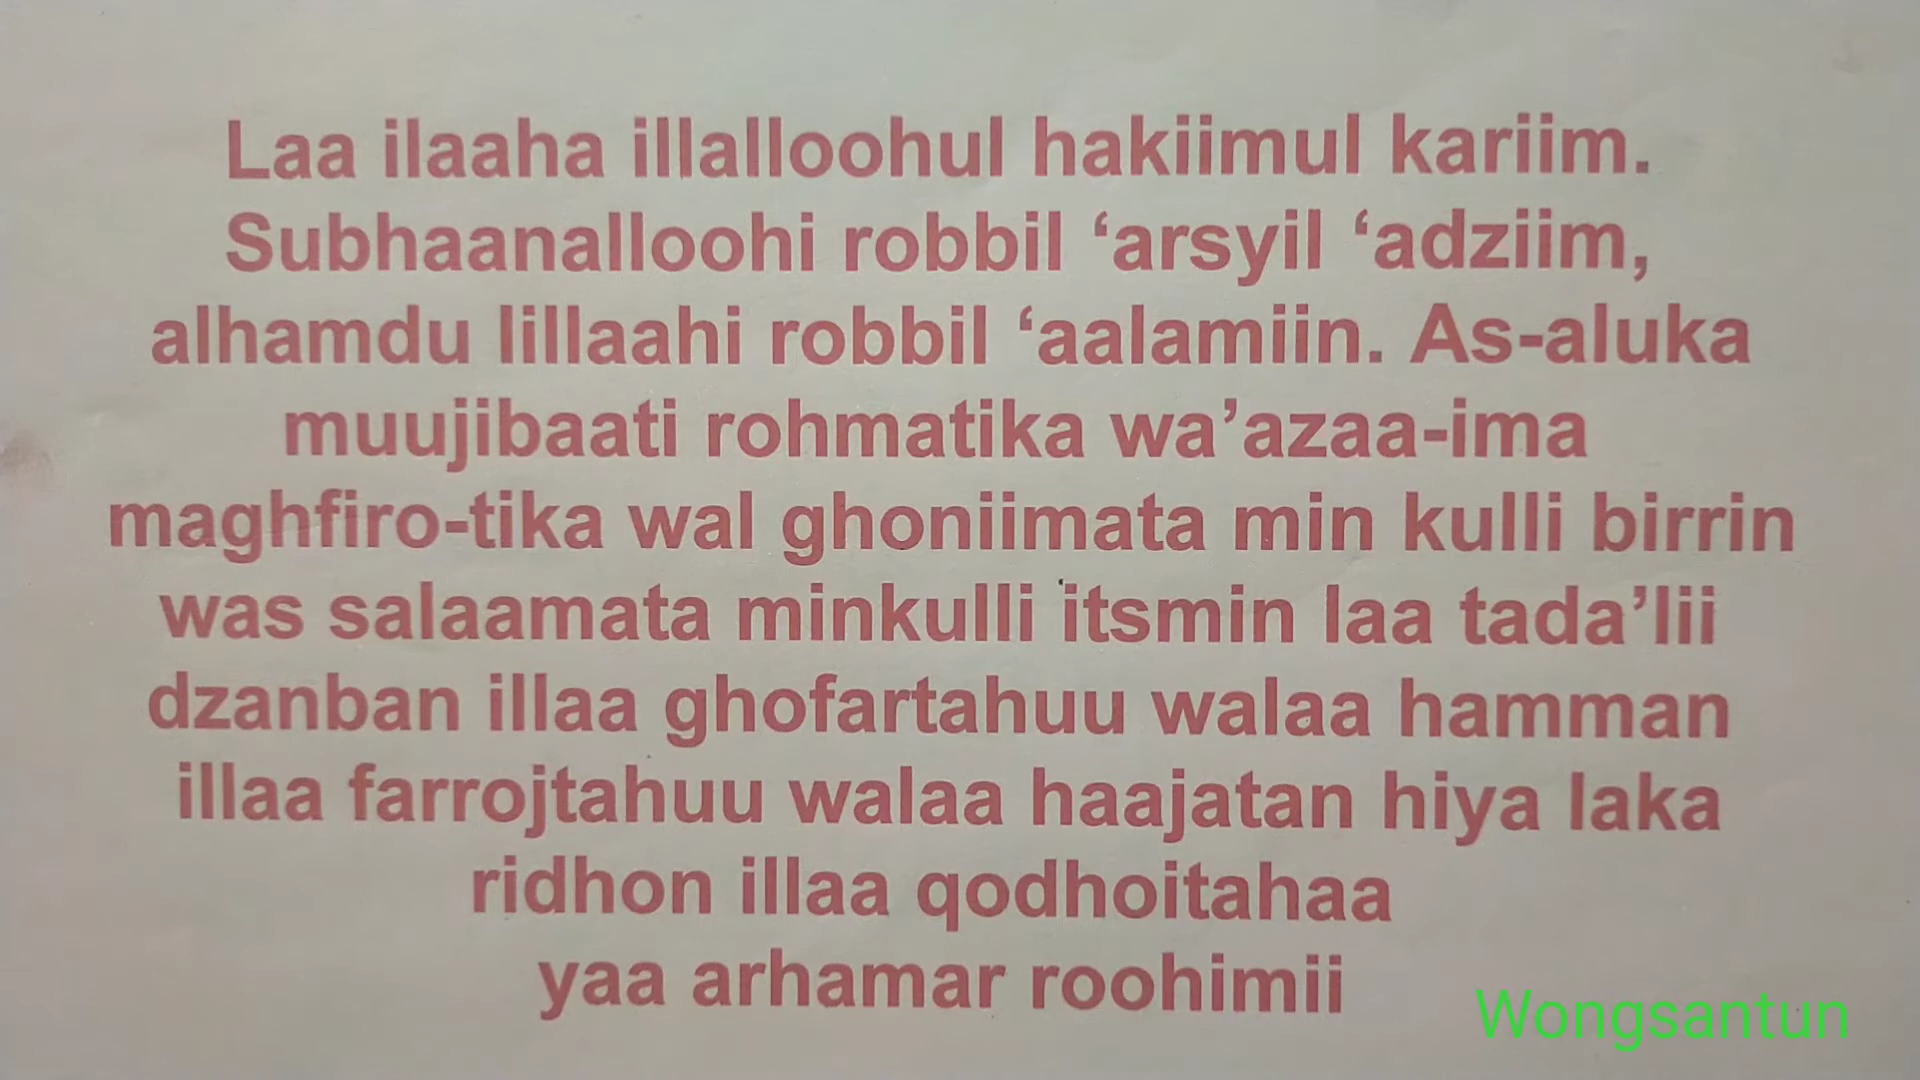 Laa ilaaha illalloohul hakiimul kariim.
Subhaanalloohi robbil ‘arsyil ‘adziim,
alhamdu lillaahi robbil ‘aalamiin. As-aluka
muujibaati rohmatika wa’azaa-ima
maghfiro-tika wal ghoniimata min kulli birrin
was salaamata minkulli itsmin laa tada’lii
dzanban illaa ghofartahuu walaa hamman
illaa farrojtahuu walaa haajatan hiya laka
ridhon illaa qodhoitahaa
yaa arhamar roohimii
Wongsantun